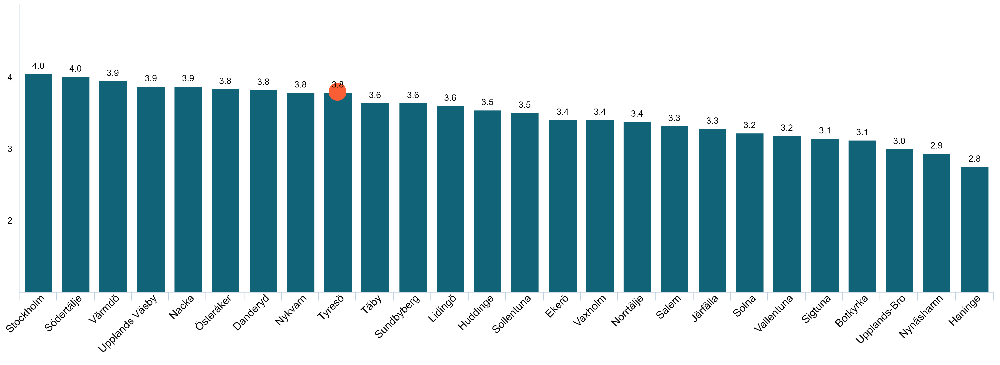 4.0
4.0
3.9
3.9
3.9
3.8
3.8
3.8
3.8
3.6
3.6
3.6
3.5
3.5
3.4
3.4
3.4
3.3
3.3
3.2
3.2
3.1
3.1
3.0
2.9
2.8
4
3
2
Stockholm
Södertälje
Värmdö
Upplands Väsby
Nacka
Österåker
Danderyd
Nykvarn
Tyresö
Täby
Sundbyberg
Lidingö
Huddinge
Sollentuna
Ekerö
Vaxholm
Norrtälje
Salem
Järfälla
Solna
Vallentuna
Sigtuna
Botkyrka
Upplands-Bro
Nynäshamn
Haninge